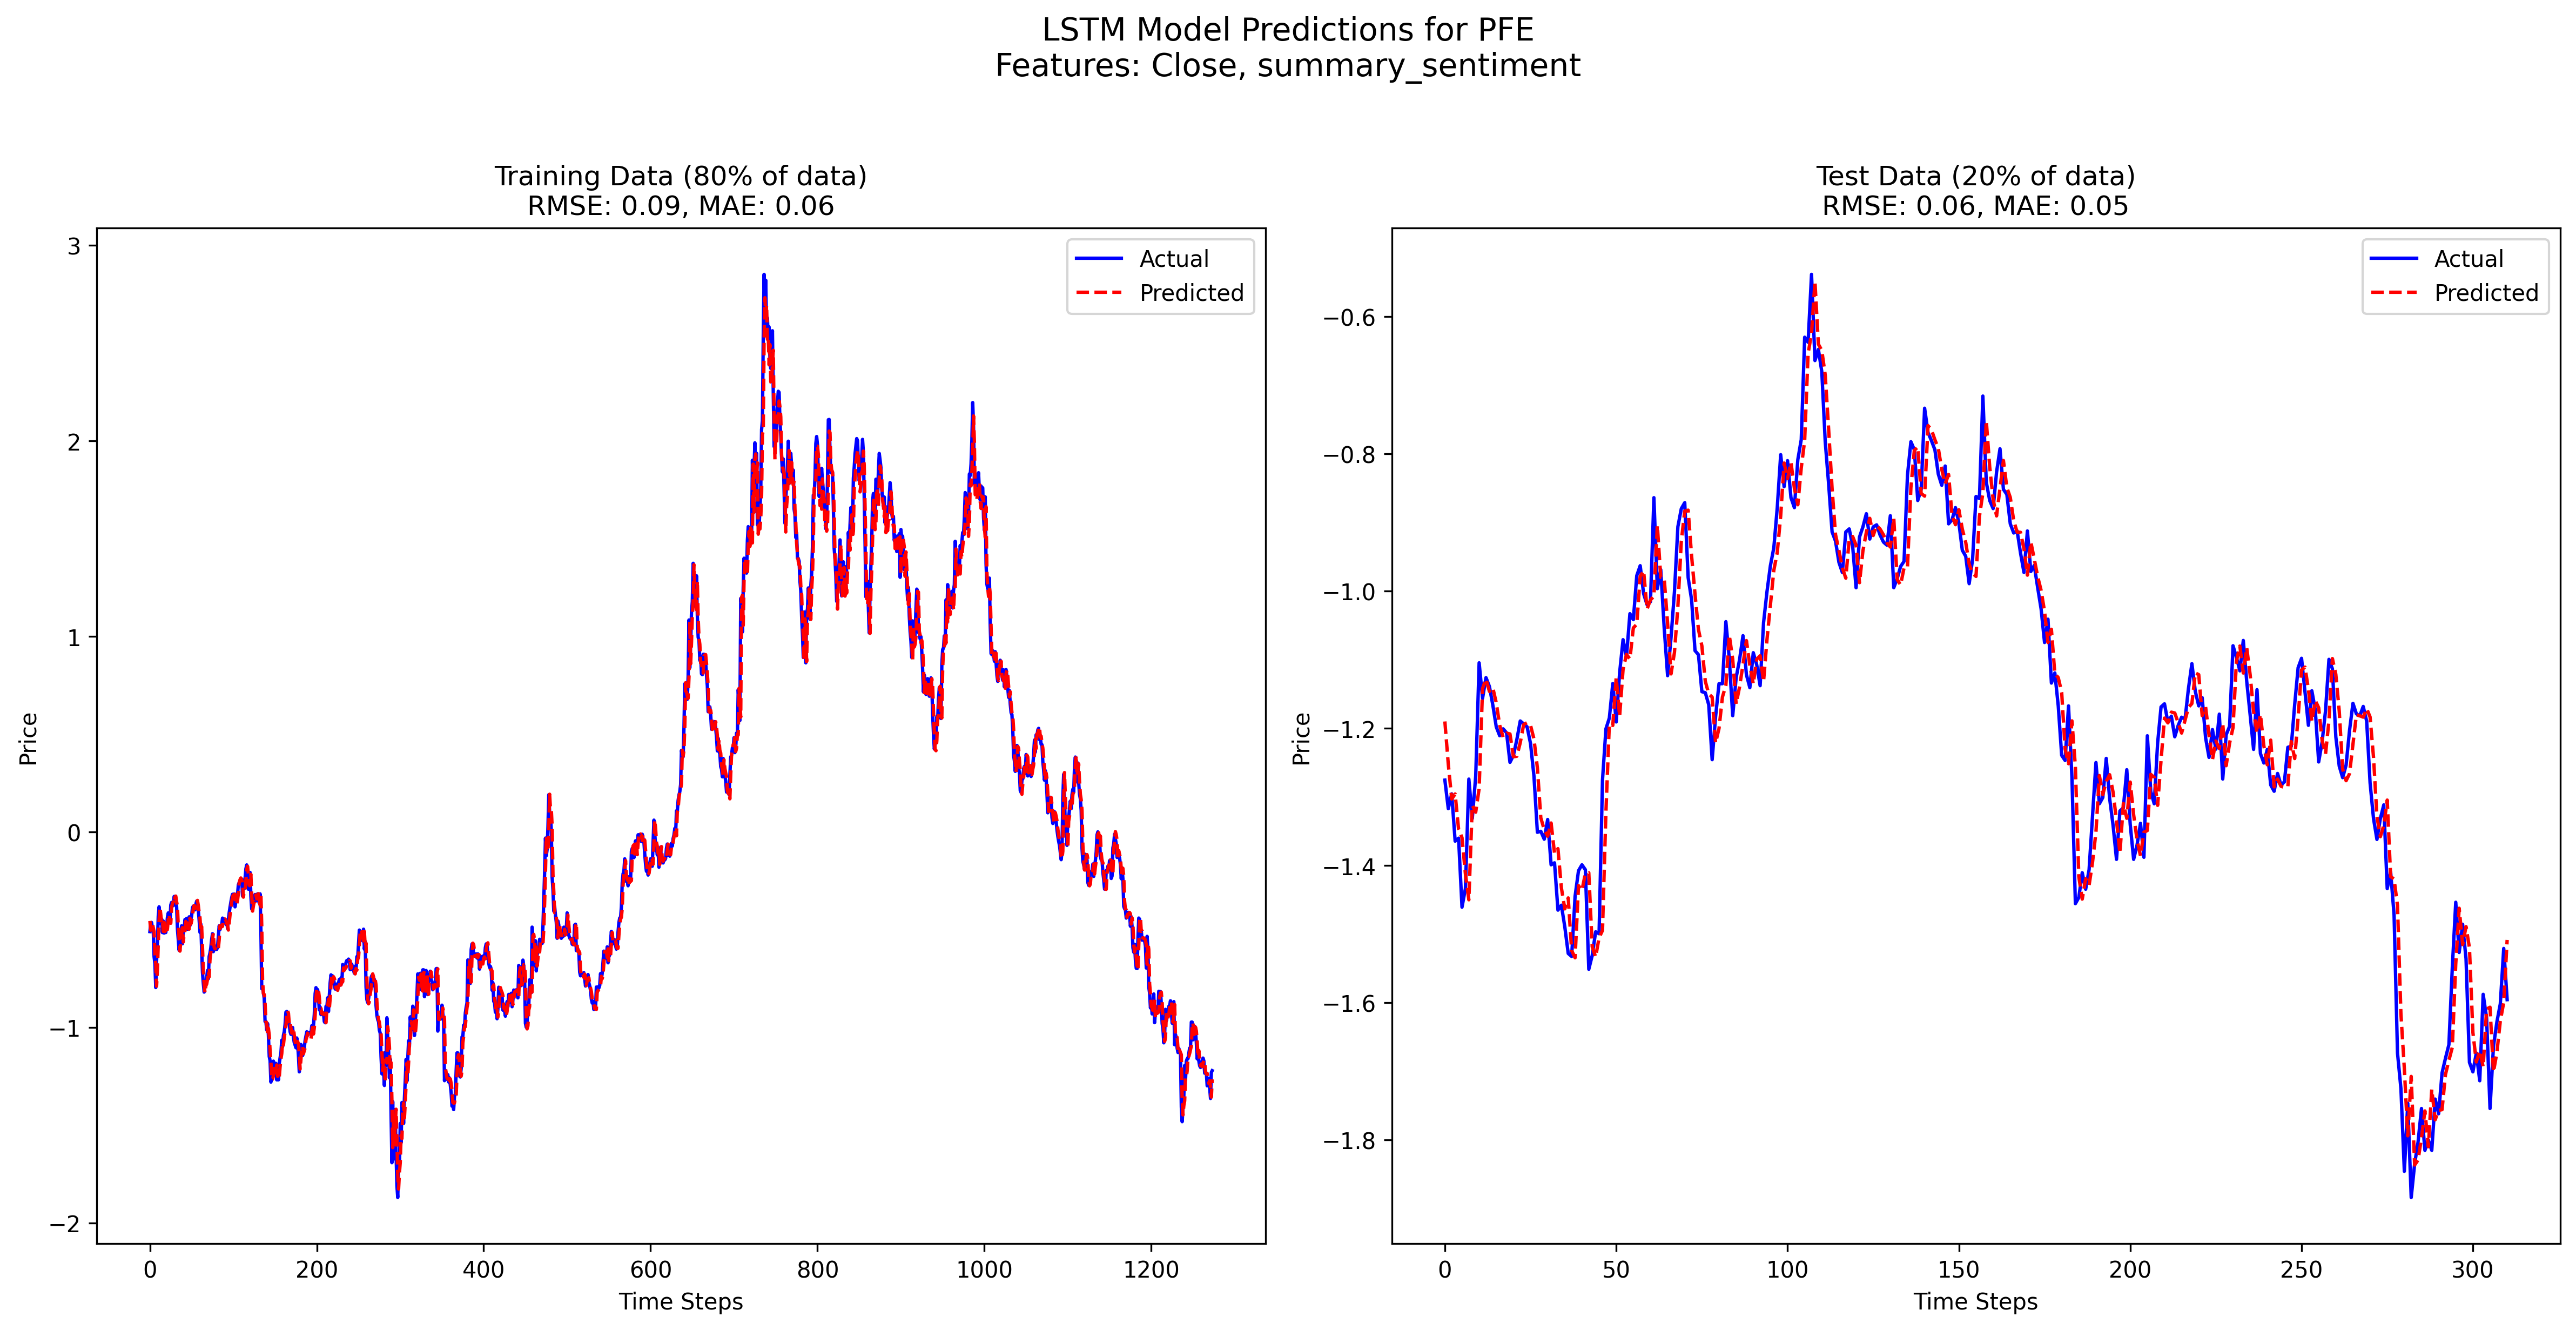 LSTM Model Predictions for PFE
Features: Close, summary_sentiment
Training Data (80% of data)
RMSE: 0.09, MAE: 0.06
Actual
Predicted
Price
3
2
1
0
−1
−2
0
200
400
600
800
1000
1200
Time Steps
Test Data (20% of data)
RMSE: 0.06, MAE: 0.05
Actual
Predicted
Price
−0.6
−0.8
−1.0
−1.2
−1.4
−1.6
−1.8
0
50
100
150
200
250
300
Time Steps